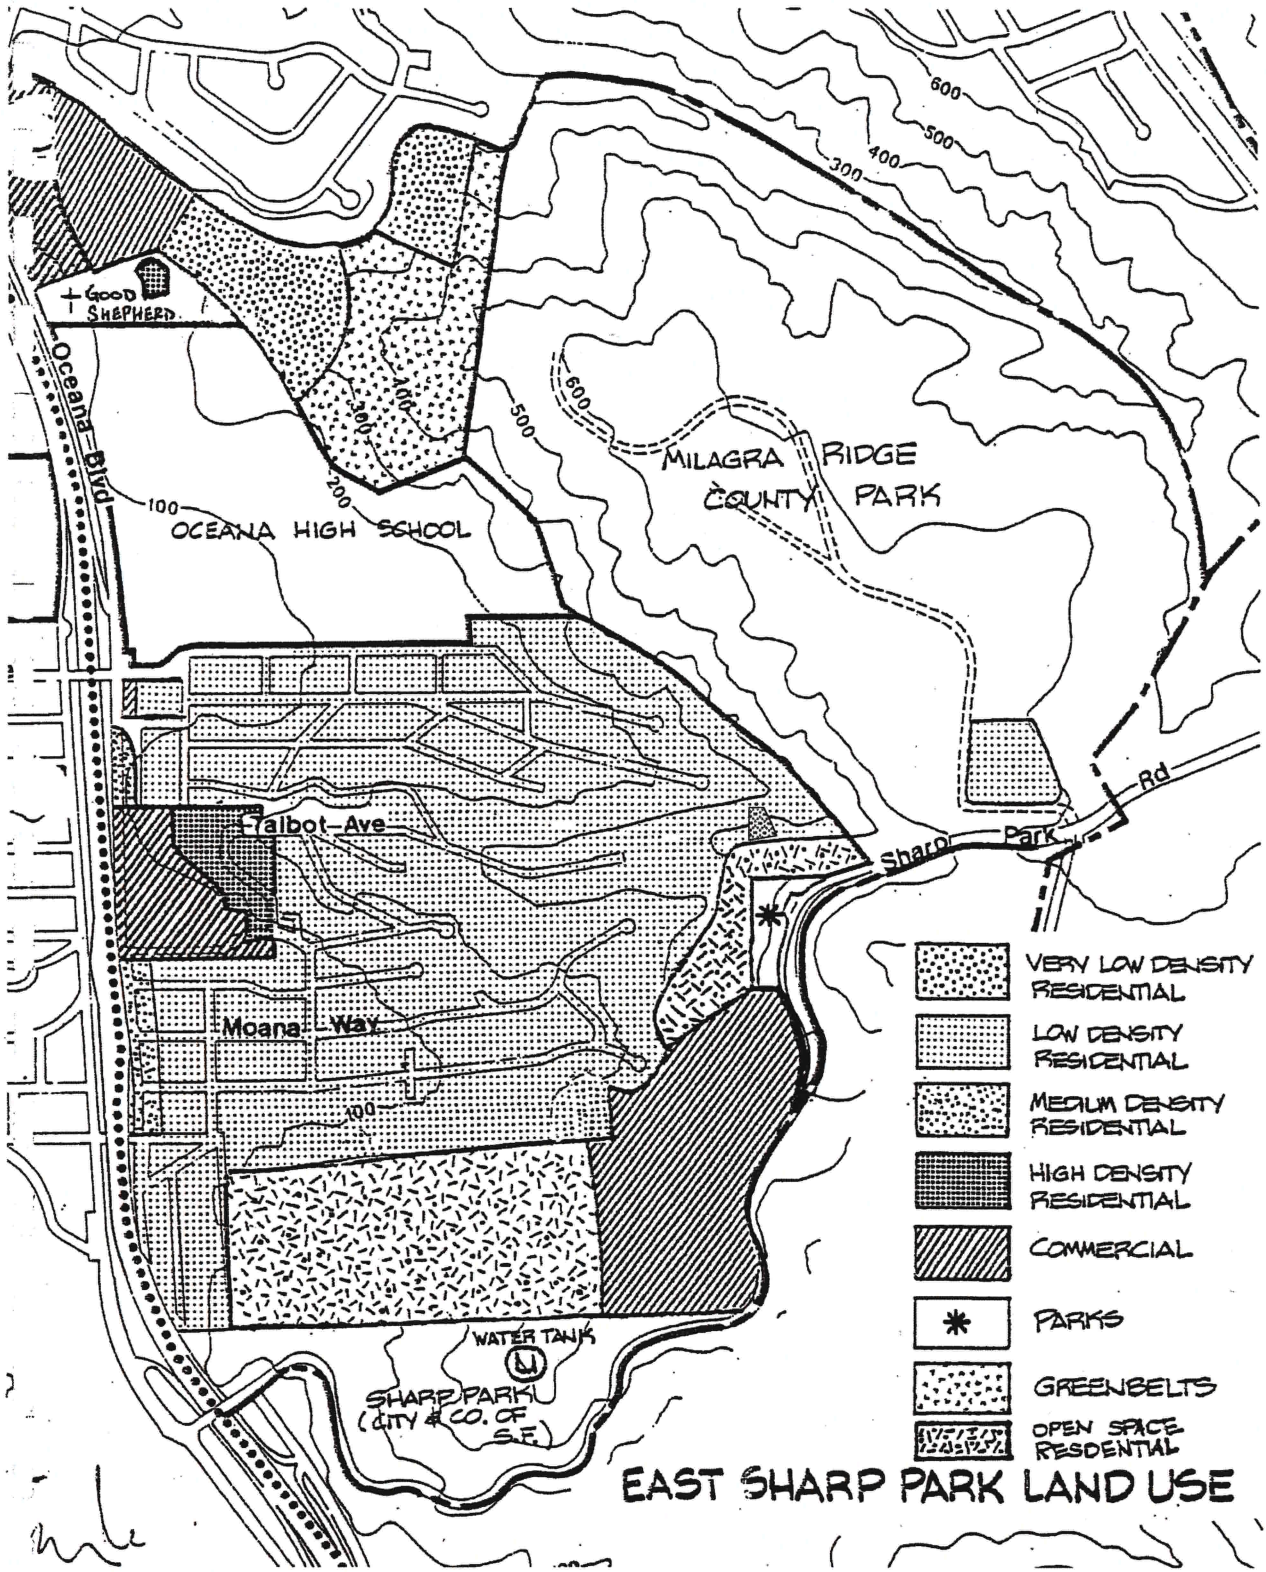 600
500
400
300
+ GOOD
SHEPHERD.
Oceana Blvd
600
400
300
500
MILAGRA RIDGE
COUNTY PARK
200
100
OCEANA HIGH SCHOOL
Talbot Ave
Sharp Park Rd
Moana Way
100
WATER TANK
SHARP PARK
(CITY & CO. OF
S.F.
VERY LOW DENSITY
RESIDENTIAL
LOW DENSITY
RESIDENTIAL
MEDIUM DENSITY
RESIDENTIAL
HIGH DENSITY
RESIDENTIAL
COMMERCIAL
PARKS
GREENBELTS
OPEN SPACE
RESDENTIAL
EAST SHARP PARK LAND USE